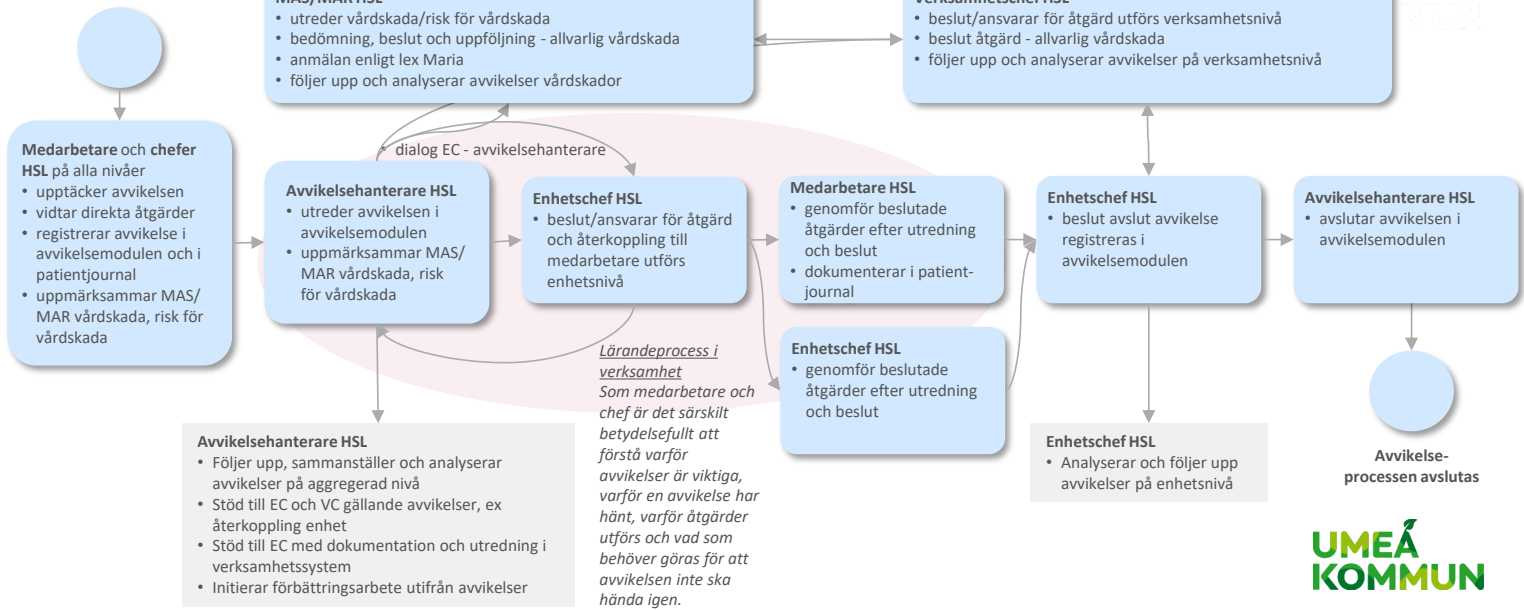 MAS/MAR HSL
• utreder vårdskada/risk för vårdskada
• bedömning, beslut och uppföljning - allvarlig vårdskada
• anmälan enligt lex Maria
• följer upp och analyserar avvikelser vårdskador
Verksamhetschef HSL
• beslut/ansvarar för åtgärd utförs verksamhetsnivå
• beslut åtgärd - allvarlig vårdskada
• följer upp och analyserar avvikelser på verksamhetsnivå
Medarbetare och chefer
HSL på alla nivåer
• upptäcker avvikelsen
• vidtar direkta åtgärder
• registrerar avvikelse i
avvikelsemodulen och i
patientjournal
• uppmärksammar MAS/
MAR vårdskada, risk för
vårdskada
• dialog EC - avvikelsehanterare
Avvikelsehanterare HSL
• utreder avvikelsen i
avvikelsemodulen
• uppmärksammar MAS/
MAR vårdskada, risk
för vårdskada
Enhetschef HSL
• beslut/ansvarar för åtgärd
och återkoppling till
medarbetare utförs
enhetsnivå
Medarbetare HSL
• genomför beslutade
åtgärder efter utredning
och beslut
• dokumenterar i patient-
journal
Enhetschef HSL
• genomför beslutade
åtgärder efter utredning
och beslut
Enhetschef HSL
• beslut avslut avvikelse
registreras i
avvikelsemodulen
Avvikelsehanterare HSL
• avslutar avvikelsen i
avvikelsemodulen
Lärandeprocess i
verksamhet
Som medarbetare och
chef är det särskilt
betydelsefullt att
förstå varför
avvikelser är viktiga,
varför en avvikelse har
hänt, varför åtgärder
utförs och vad som
behöver göras för att
avvikelsen inte ska
hända igen.
Avvikelsehanterare HSL
• Följer upp, sammanställer och analyserar
avvikelser på aggregerad nivå
• Stöd till EC och VC gällande avvikelser, ex
återkoppling enhet
• Stöd till EC med dokumentation och utredning i
verksamhetssystem
• Initierar förbättringsarbete utifrån avvikelser
Enhetschef HSL
• Analyserar och följer upp
avvikelser på enhetsnivå
Avvikelse-
processen avslutas
UMEÅ
KOMMUN